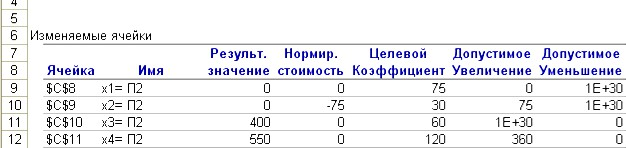 4
5
6 Изменяемые ячейки
7 Результ. Нормир. Целевой Допустимое Допустимое
8 Ячейка Имя значение стоимость Коэффициент Увеличение Уменьшение
9 $C$8 x1= П2 0 0 75 0 1E+30
10 $C$9 x2= П2 0 -75 30 75 1E+30
11 $C$10 x3= П2 400 0 60 1E+30 0
12 $C$11 x4= П2 550 0 120 360 0